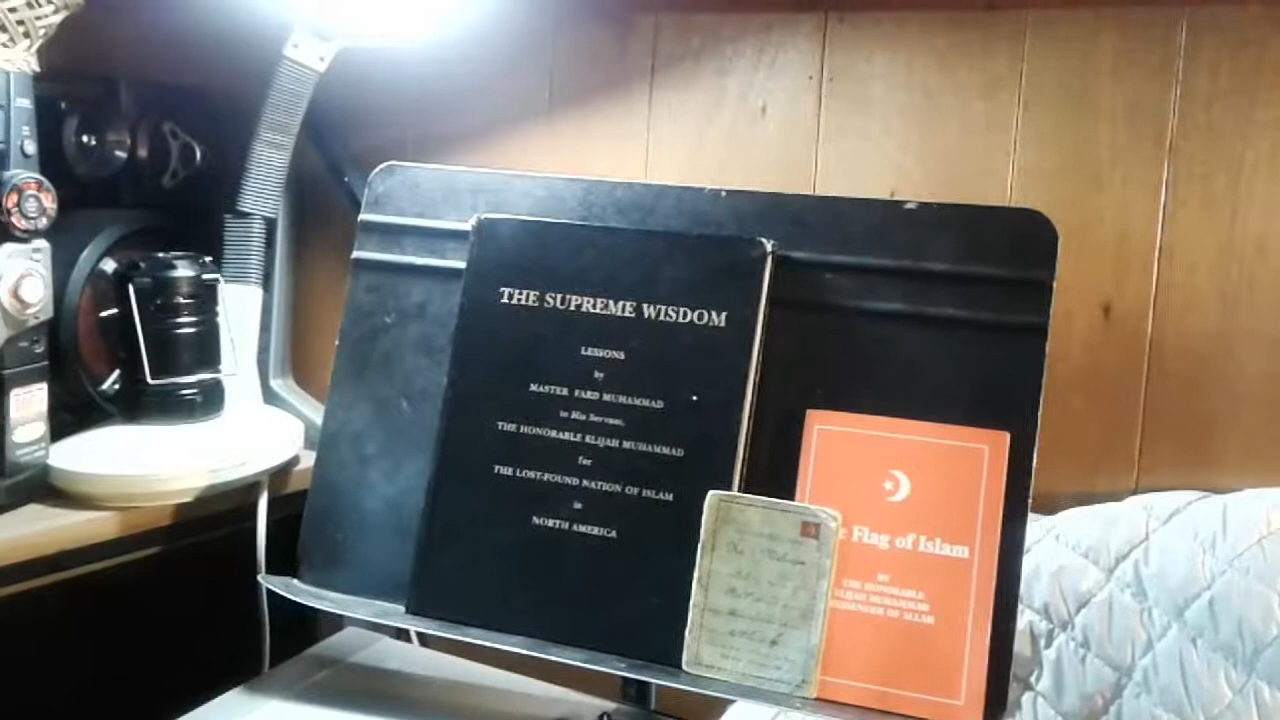 THE SUPREME WISDOM
LESSONS
by
MASTER FARD MUHAMMAD
to His Servant,
THE HONORABLE ELIJAH MUHAMMAD
for
THE LOST-FOUND NATION OF ISLAM
in
NORTH AMERICA
Flag of Islam
BY
THE HONORABLE
ELIJAH MUHAMMAD
MESSENGER OF ALLAH